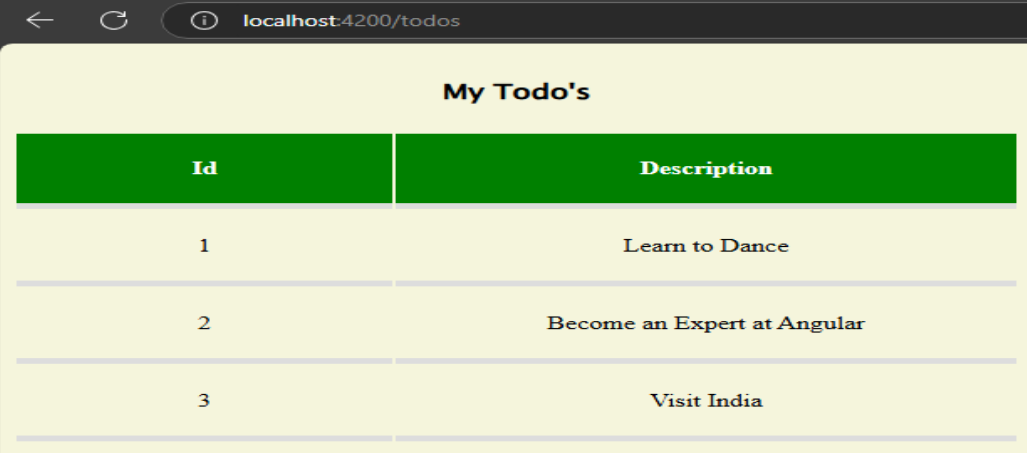 localhost:4200/todos
My Todo's
Id Description
1 Learn to Dance
2 Become an Expert at Angular
3 Visit India